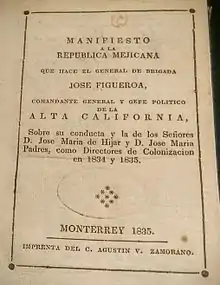 MANIFIESTO
A LA
REPUBLICA MEJICANA
QUE HACE EL GENERAL DE BRIGADA
JOSE FIGUEROA,
COMANDANTE GENERAL Y GEFE POLITICO
DE LA
ALTA CALIFORNIA,
Sobre su conducta y la de los Señores
D. Jose Maria de Hijar y D. Jose Maria
Padres, como Directores de Colonizacion
en 1834 y 1835.
MONTERREY 1835.
IMPRENTA DEL C. AGUSTIN V. ZAMORANO.